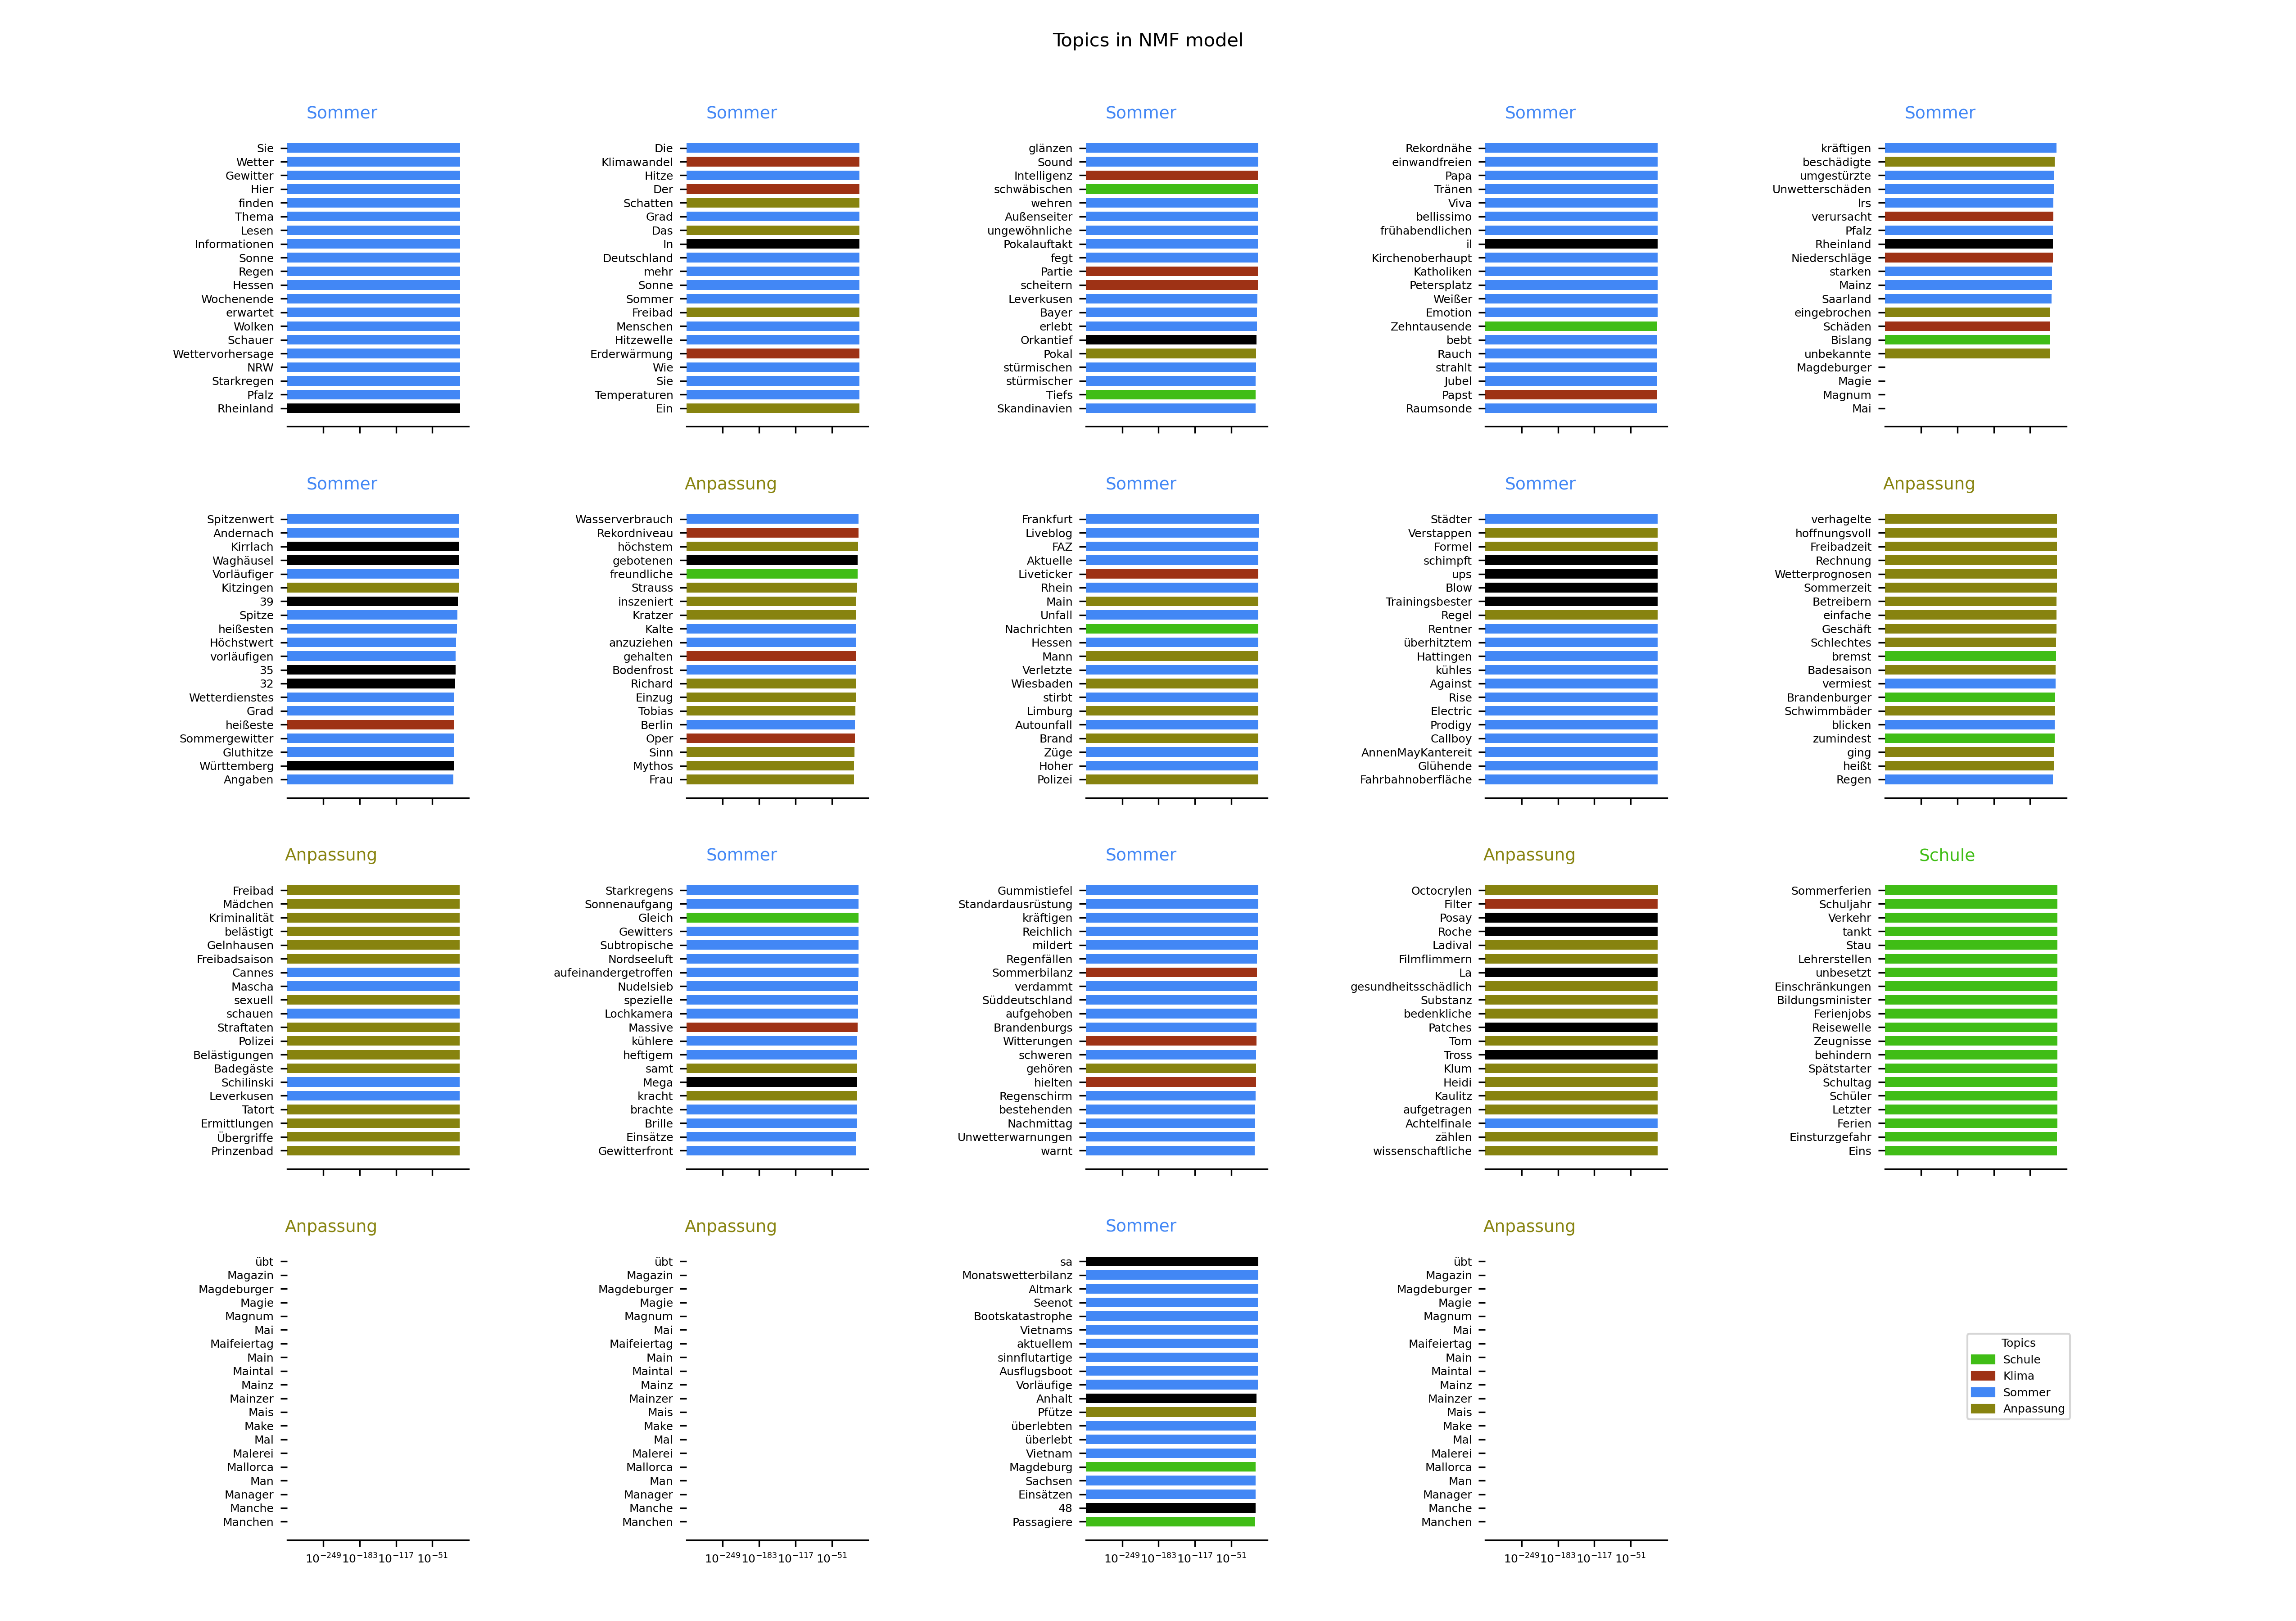 Topics in NMF model
Sommer
Sie
Wetter
Gewitter
Hier
finden
Thema
Lesen
Informationen
Sonne
Regen
Hessen
Wochenende
erwartet
Wolken
Schauer
Wettervorhersage
NRW
Starkregen
Pfalz
Rheinland
Sommer
Die
Klimawandel
Hitze
Der
Schatten
Grad
Das
In
Deutschland
mehr
Sonne
Sommer
Freibad
Menschen
Hitzewelle
Erderwärmung
Wie
Sie
Temperaturen
Ein
Sommer
glänzen
Sound
Intelligenz
schwäbischen
wehren
Außenseiter
ungewöhnliche
Pokalauftakt
fegt
Partie
scheitern
Leverkusen
Bayer
erlebt
Orkantief
Pokal
stürmischen
stürmischer
Tiefs
Skandinavien
Sommer
Rekordnähe
einwandfreien
Papa
Tränen
Viva
bellissimo
frühabendlichen
il
Kirchenoberhaupt
Katholiken
Petersplatz
Weißer
Emotion
Zehntausende
bebt
Rauch
strahlt
Jubel
Papst
Raumsonde
Sommer
kräftigen
beschädigte
umgestürzte
Unwetterschäden
lrs
verursacht
Pfalz
Rheinland
Niederschläge
starken
Mainz
Saarland
eingebrochen
Schäden
Bislang
unbekannte
Magdeburger
Magie
Magnum
Mai
Sommer
Spitzenwert
Andernach
Kirrlach
Waghäusel
Vorläufiger
Kitzingen
39
Spitze
heißesten
Höchstwert
vorläufigen
35
32
Wetterdienstes
Grad
heißeste
Sommergewitter
Gluthitze
Württemberg
Angaben
Anpassung
Wasserverbrauch
Rekordniveau
höchstem
gebotenen
freundliche
Strauss
inszeniert
Kratzer
Kalte
anzuziehen
gehalten
Bodenfrost
Richard
Einzug
Tobias
Berlin
Oper
Sinn
Mythos
Frau
Sommer
Frankfurt
Liveblog
FAZ
Aktuelle
Liveticker
Rhein
Main
Unfall
Nachrichten
Hessen
Mann
Verletzte
Wiesbaden
stirbt
Limburg
Autounfall
Brand
Züge
Hoher
Polizei
Sommer
Städter
Verstappen
Formel
schimpft
ups
Blow
Trainingsbester
Regel
Rentner
überhitztem
Hattingen
kühles
Against
Rise
Electric
Prodigy
Callboy
AnnenMayKantereit
Glühende
Fahrbahnoberfläche
Anpassung
verhagelte
hoffnungsvoll
Freibadzeit
Rechnung
Wetterprognosen
Sommerzeit
Betreibern
einfache
Geschäft
Schlechtes
bremst
Badesaison
vermiest
Brandenburger
Schwimmbäder
blicken
zumindest
ging
heißt
Regen
Anpassung
Freibad
Mädchen
Kriminalität
belästigt
Gelnhausen
Freibadsaison
Cannes
Mascha
sexuell
schauen
Straftaten
Polizei
Belästigungen
Badegäste
Schilinski
Leverkusen
Tatort
Ermittlungen
Übergriffe
Prinzenbad
Sommer
Starkregens
Sonnenaufgang
Gleich
Gewitters
Subtropische
Nordseeluft
aufeinandergetroffen
Nudelsieb
spezielle
Lochkamera
Massive
kühlere
heftigem
samt
Mega
kracht
brachte
Brille
Einsätze
Gewitterfront
Sommer
Gummistiefel
Standardausrüstung
kräftigen
Reichlich
mildert
Regenfällen
Sommerbilanz
verdammt
Süddeutschland
aufgehoben
Brandenburgs
Witterungen
schweren
gehören
hielten
Regenschirm
bestehenden
Nachmittag
Unwetterwarnungen
warnt
Anpassung
Octocrylen
Filter
Posay
Roche
Ladival
Filmflimmern
La
gesundheitsschädlich
Substanz
bedenkliche
Patches
Tom
Tross
Klum
Heidi
Kaulitz
aufgetragen
Achtelfinale
zählen
wissenschaftliche
Schule
Sommerferien
Schuljahr
Verkehr
tankt
Stau
Lehrerstellen
unbesetzt
Einschränkungen
Bildungsminister
Ferienjobs
Reisewelle
Zeugnisse
behindern
Spätstarter
Schultag
Schüler
Letzter
Ferien
Einsturzgefahr
Eins
Anpassung
übt
Magazin
Magdeburger
Magie
Magnum
Mai
Maifeiertag
Main
Maintal
Mainz
Mainzer
Mais
Make
Mal
Malerei
Mallorca
Man
Manager
Manche
Manchen
10^-249 10^-183 10^-117 10^-51
Anpassung
übt
Magazin
Magdeburger
Magie
Magnum
Mai
Maifeiertag
Main
Maintal
Mainz
Mainzer
Mais
Make
Mal
Malerei
Mallorca
Man
Manager
Manche
Manchen
10^-249 10^-183 10^-117 10^-51
Sommer
sa
Monatswetterbilanz
Altmark
Seenot
Bootskatastrophe
Vietnams
aktuellem
sinnflutartige
Ausflugsboot
Vorläufige
Anhalt
Pfütze
überlebten
überlebt
Vietnam
Magdeburg
Sachsen
Einsätzen
48
Passagiere
10^-249 10^-183 10^-117 10^-51
Anpassung
übt
Magazin
Magdeburger
Magie
Magnum
Mai
Maifeiertag
Main
Maintal
Mainz
Mainzer
Mais
Make
Mal
Malerei
Mallorca
Man
Manager
Manche
Manchen
10^-249 10^-183 10^-117 10^-51
Topics
Schule
Klima
Sommer
Anpassung